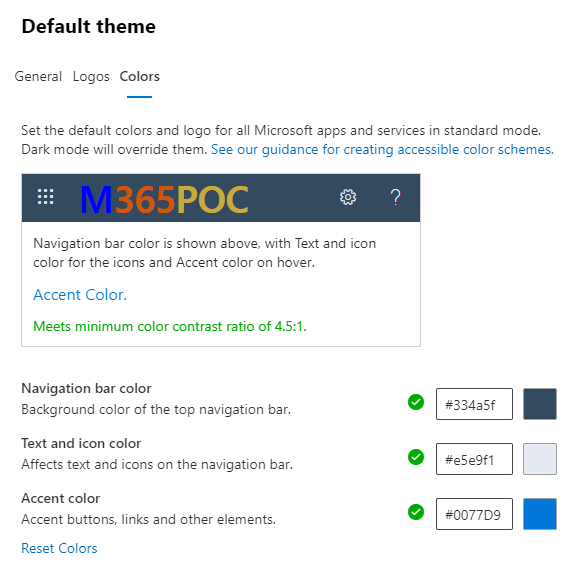 Default theme
General Logos Colors
Set the default colors and logo for all Microsoft apps and services in standard mode.
Dark mode will override them. See our guidance for creating accessible color schemes.
M365POC ?
Navigation bar color is shown above, with Text and icon
color for the icons and Accent color on hover.
Accent Color.
Meets minimum color contrast ratio of 4.5:1.
Navigation bar color
Background color of the top navigation bar.
#334a5f
Text and icon color
Affects text and icons on the navigation bar.
#e5e9f1
Accent color
Accent buttons, links and other elements.
#0077D9
Reset Colors